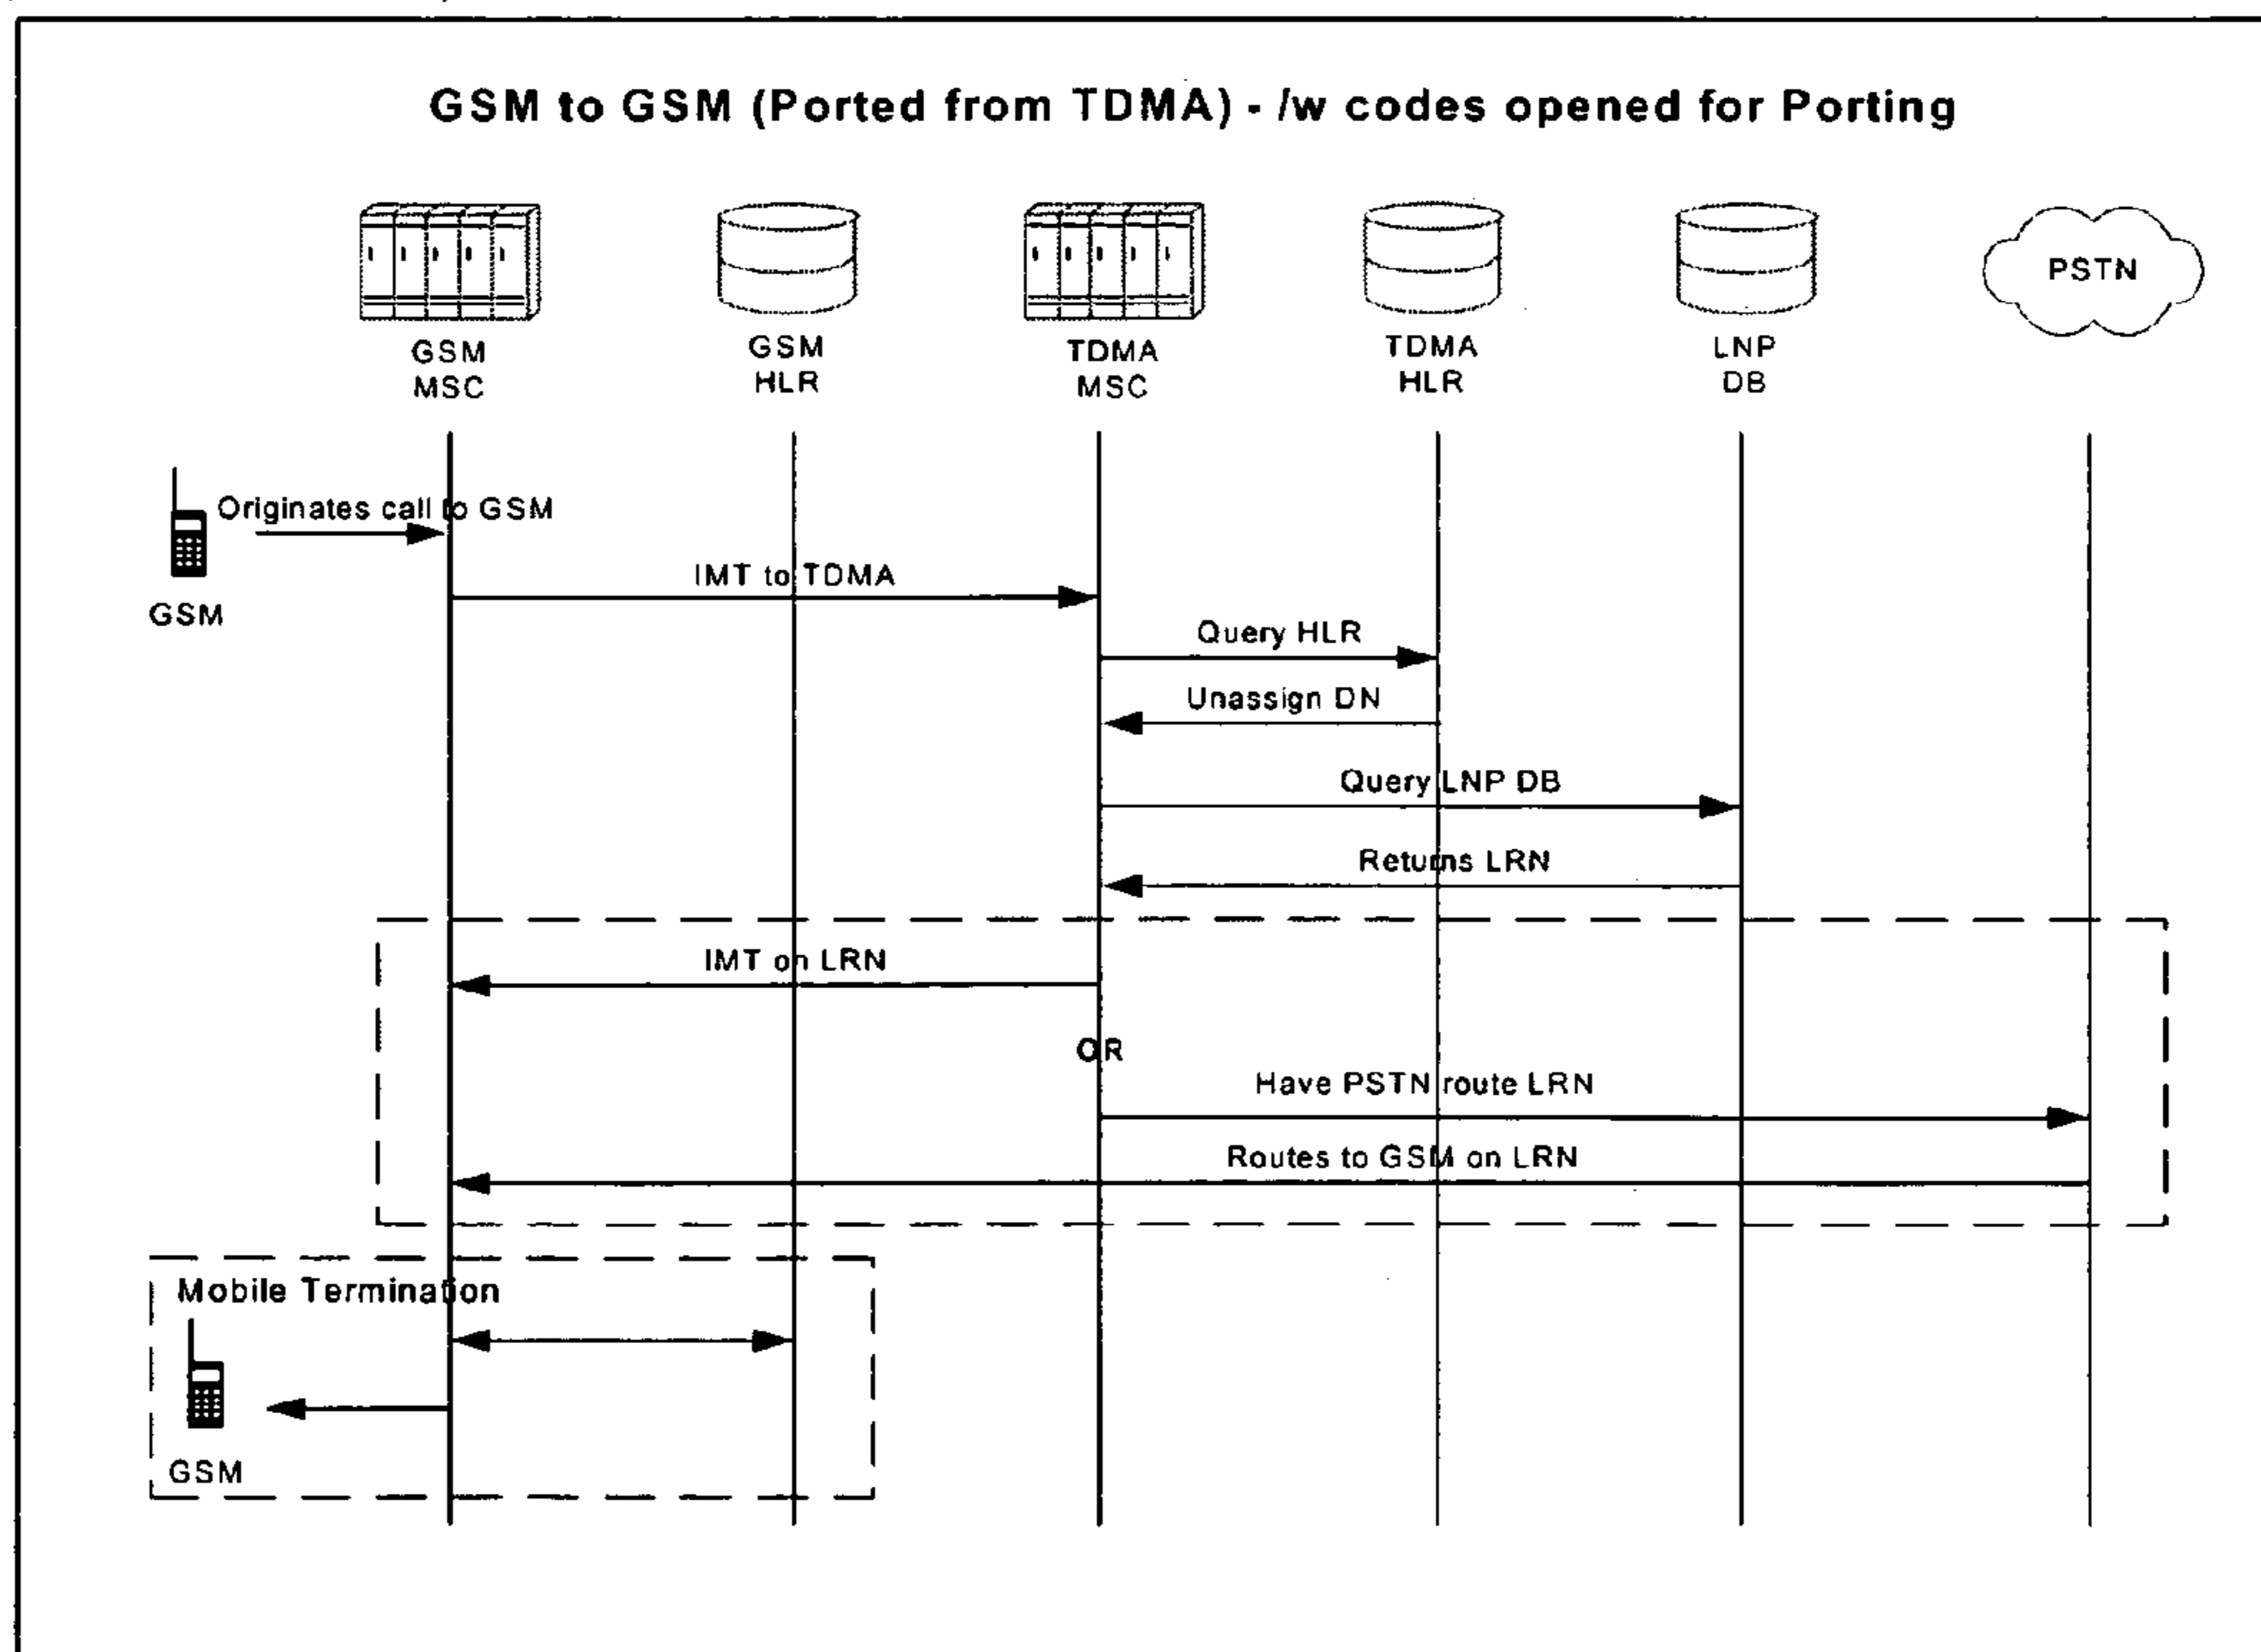 GSM to GSM (Ported from TDMA) - /w codes opened for Porting
PSTN
GSM
MSC
GSM
HLR
TDMA
MSC
TDMA
HLR
LNP
DB
Originates call to GSM
GSM
IMT to TDMA
Query HLR
Unassign DN
Query LNP DB
Returns LRN
IMT on LRN
OR
Have PSTN route LRN
Routes to GSM on LRN
Mobile Termination
GSM